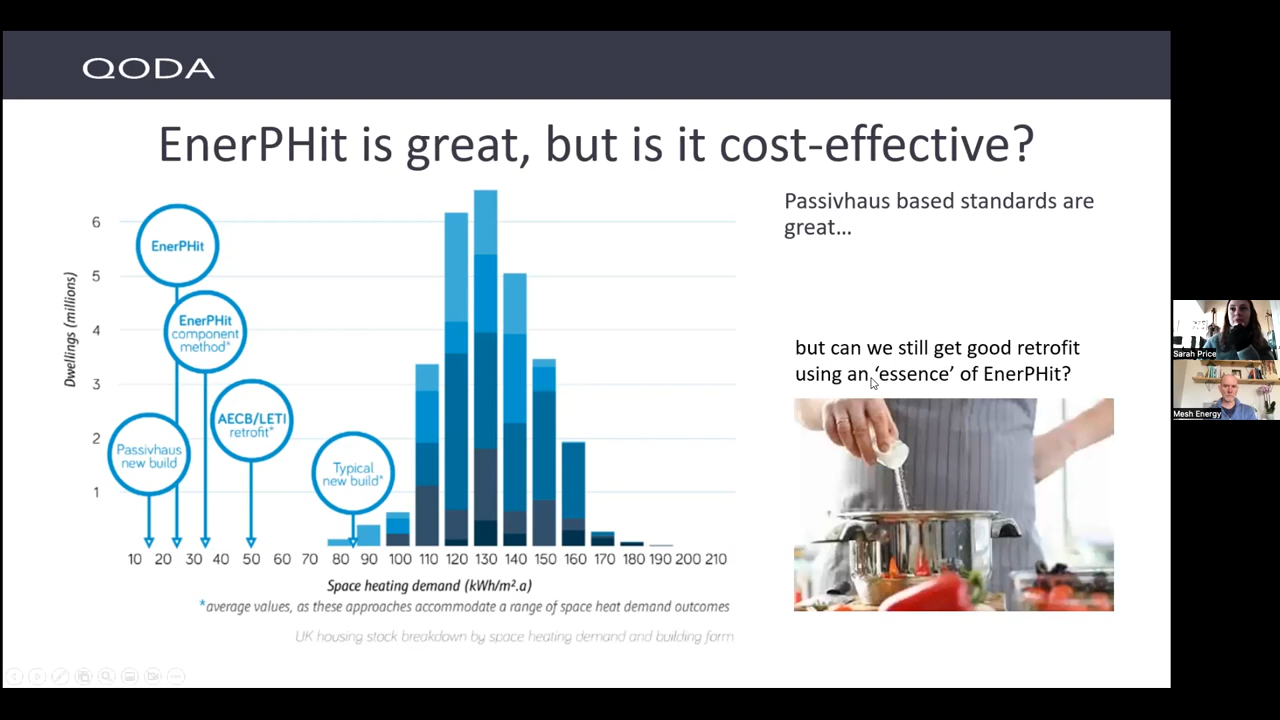 QODA
EnerPHit is great, but is it cost-effective?
Passivhaus based standards are
great...
but can we still get good retrofit
using an 'essence' of EnerPHit?
Dwellings (millions)
6
5
4
3
2
1
EnerPHit
EnerPHit
component
method*
AECB/LETI
retrofit*
Passivhaus
new build
Typical
new build*
10 20 30 40 50 60 70 80 90 100 110 120 130 140 150 160 170 180 190 200 210
Space heating demand (kWh/m².a)
*average values, as these approaches accommodate a range of space heat demand outcomes
UK housing stock breakdown by space heating demand and building form
Sarah Price
Mesh Energy